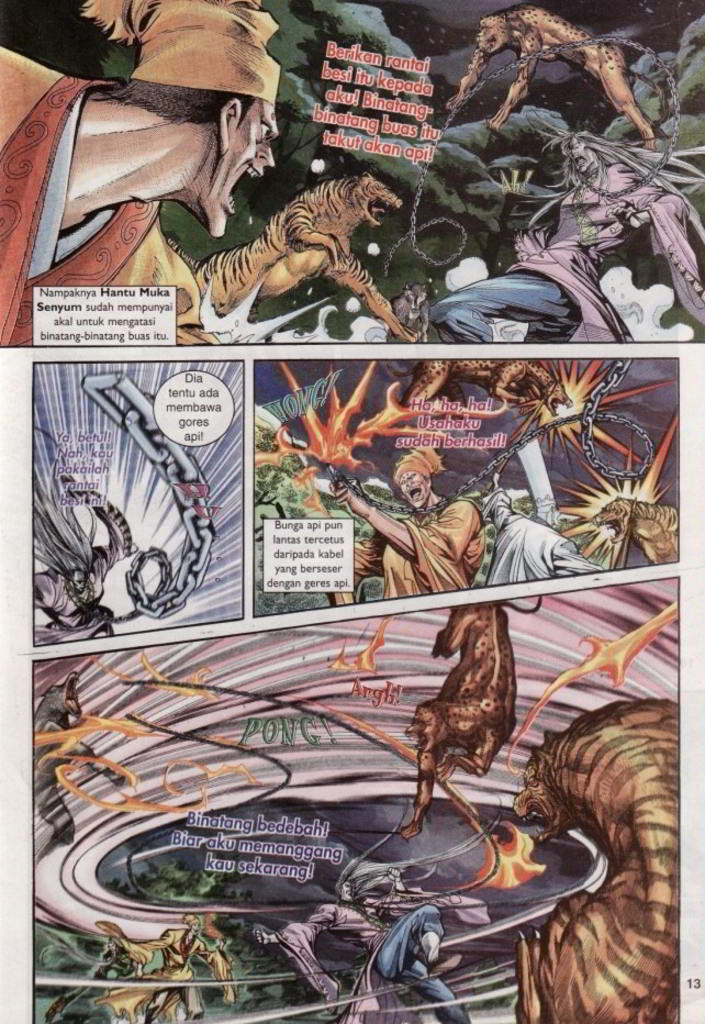 Berikan rantai
besi itu kepada
aku! Binatang-
binatang buas itu
takut akan api!
Ah!
Nampaknya Hantu Muka
Senyum sudah mempunyai
akal untuk mengatasi
binatang-binatang buas itu.
Dia
tentu ada
membawa
gores
api!
Ya, betul!
Nah, kau
pakailah
rantai
besi ini!
PONG!
Ha, ha, ha!
Usahaku
sudah berhasil!
Bunga api pun
lantas tercetus
daripada kabel
yang berseser
dengan geres api.
Argh!
PONG!
Binatang bedebah!
Biar aku memanggang
kau sekarang!
13